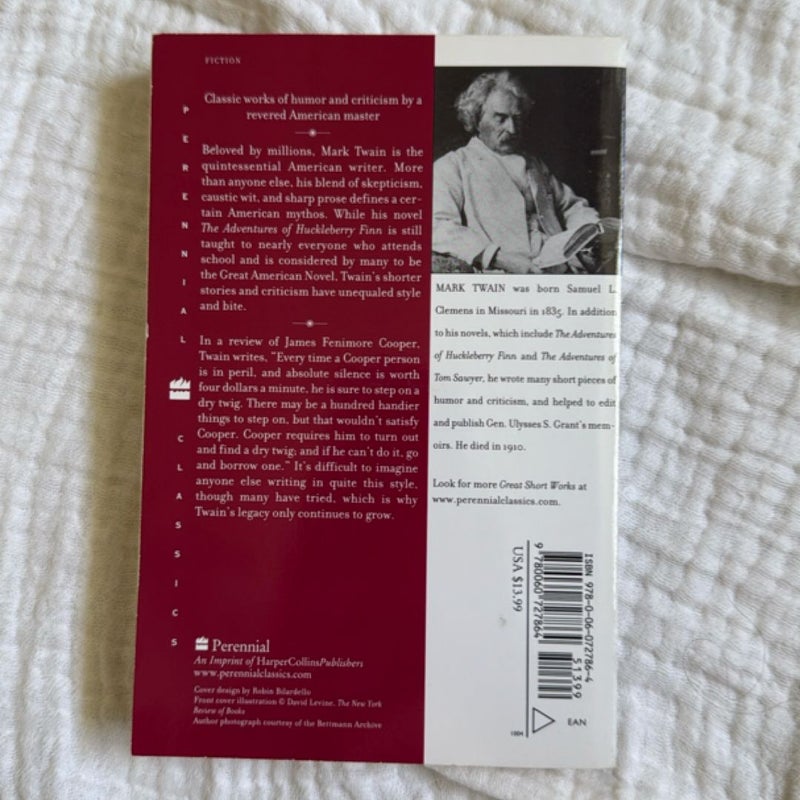 FICTION
PERENNIAL CLASSICS
Classic works of humor and criticism by a
revered American master
Beloved by millions, Mark Twain is the
quintessential American writer. More
than anyone else, his blend of skepticism,
caustic wit, and sharp prose defines a cer-
tain American mythos. While his novel
The Adventures of Huckleberry Finn is still
taught to nearly everyone who attends
school and is considered by many to be
the Great American Novel, Twain's shorter
stories and criticism have unequaled style
and bite.
In a review of James Fenimore Cooper,
Twain writes, "Every time a Cooper person
is in peril, and absolute silence is worth
four dollars a minute, he is sure to step on a
dry twig. There may be a hundred handier
things to step on, but that wouldn't satisfy
Cooper. Cooper requires him to turn out
and find a dry twig; and if he can't do it, go
and borrow one." It's difficult to imagine
anyone else writing in quite this style,
though many have tried, which is why
Twain's legacy only continues to grow.
Perennial
An Imprint of HarperCollinsPublishers
www.perennialclassics.com
Cover design by Robin Bilardello
Front cover illustration © David Levine, The New York
Review of Books
Author photograph courtesy of the Bettmann Archive
MARK TWAIN was born Samuel L.
Clemens in Missouri in 1835. In addition
to his novels, which include The Adventures
of Huckleberry Finn and The Adventures of
Tom Sawyer, he wrote many short pieces of
humor and criticism, and helped to edit
and publish Gen. Ulysses S. Grant's mem-
oirs. He died in 1910.
Look for more Great Short Works at
www.perennialclassics.com.
ISBN 978-0-06-072786-4
51399
9 780060 727864
USA $13.99
EAN
1004